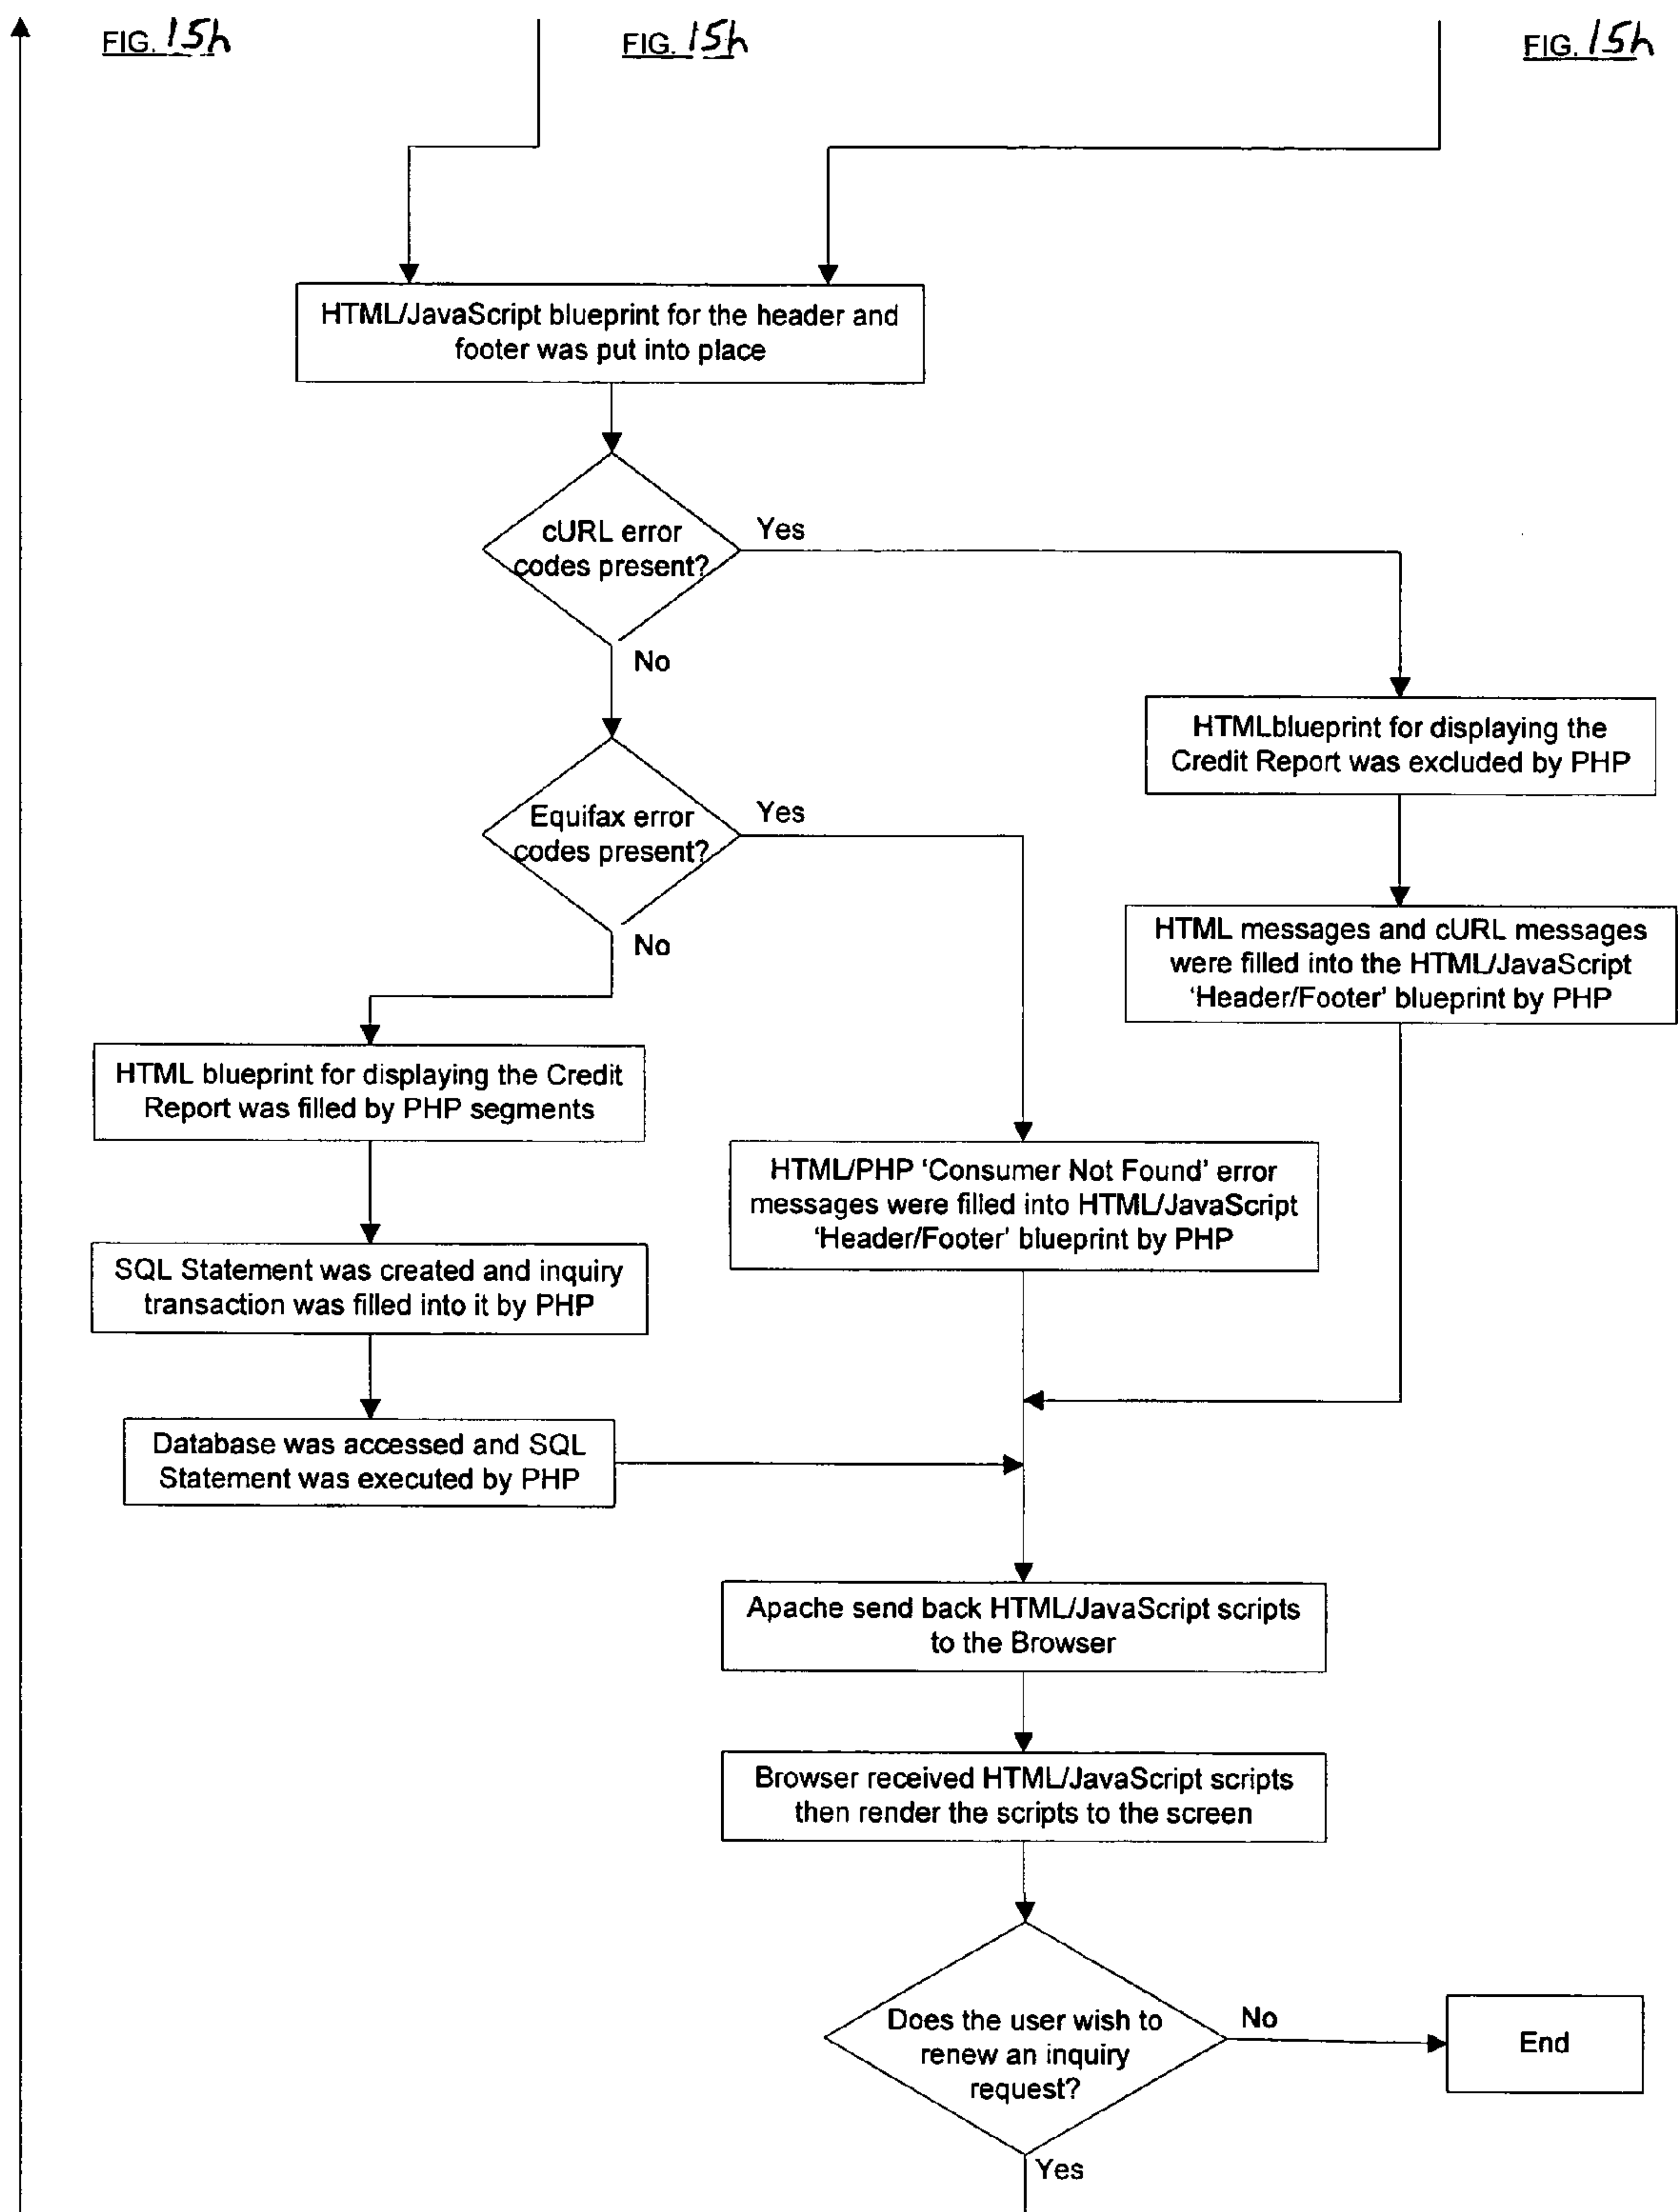 FIG. 15h
FIG. 15h
FIG. 15h
HTML/JavaScript blueprint for the header and
footer was put into place
cURL error
codes present?
Yes
No
HTMLblueprint for displaying the
Credit Report was excluded by PHP
Equifax error
codes present?
Yes
No
HTML messages and cURL messages
were filled into the HTML/JavaScript
‘Header/Footer’ blueprint by PHP
HTML blueprint for displaying the Credit
Report was filled by PHP segments
HTML/PHP ‘Consumer Not Found’ error
messages were filled into HTML/JavaScript
‘Header/Footer’ blueprint by PHP
SQL Statement was created and inquiry
transaction was filled into it by PHP
Database was accessed and SQL
Statement was executed by PHP
Apache send back HTML/JavaScript scripts
to the Browser
Browser received HTML/JavaScript scripts
then render the scripts to the screen
Does the user wish to
renew an inquiry
request?
No
End
Yes